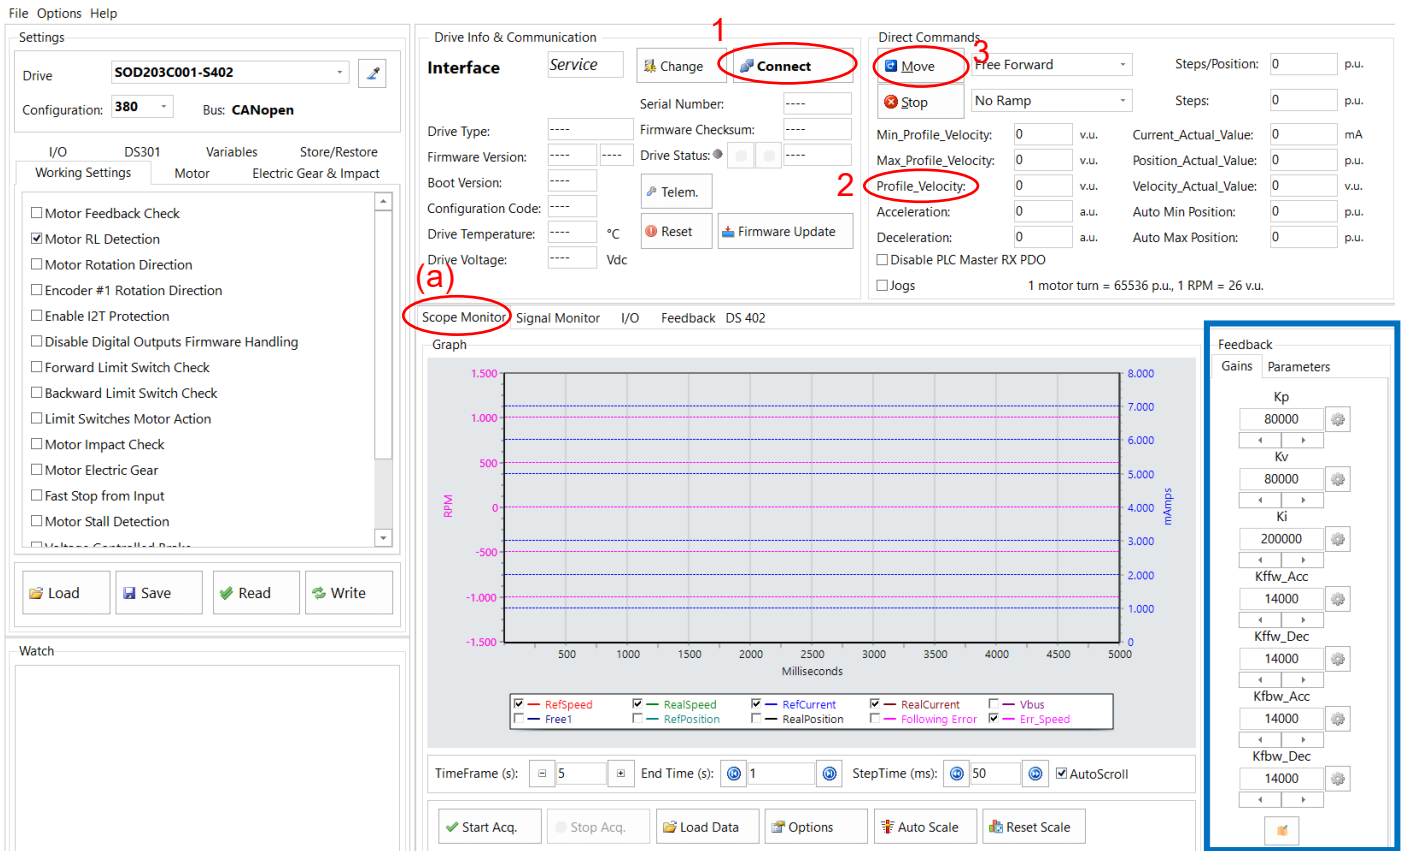 File Options Help
Settings
Drive SOD203C001-S402
Configuration: 380 Bus: CANopen
I/O DS301 Variables Store/Restore
Working Settings Motor Electric Gear & Impact
Motor Feedback Check
Motor RL Detection
Motor Rotation Direction
Encoder #1 Rotation Direction
Enable I2T Protection
Disable Digital Outputs Firmware Handling
Forward Limit Switch Check
Backward Limit Switch Check
Limit Switches Motor Action
Motor Impact Check
Motor Electric Gear
Fast Stop from Input
Motor Stall Detection
Load Save Read Write
Watch
Drive Info & Communication
1
Interface Service Change Connect
Serial Number: ----
Drive Type: ---- Firmware Checksum: ----
Firmware Version: ---- ---- Drive Status: ----
Boot Version: ----
Telem.
Configuration Code: ----
Drive Temperature: ---- °C Reset Firmware Update
Drive Voltage: ---- Vdc
Direct Commands
3
Move Free Forward Steps/Position: 0 p.u.
Stop No Ramp Steps: 0 p.u.
Min_Profile_Velocity: 0 v.u. Current_Actual_Value: 0 mA
Max_Profile_Velocity: 0 v.u. Position_Actual_Value: 0 p.u.
2 Profile_Velocity: 0 v.u. Velocity_Actual_Value: 0 v.u.
Acceleration: 0 a.u. Auto Min Position: 0 p.u.
Deceleration: 0 a.u. Auto Max Position: 0 p.u.
Disable PLC Master RX PDO
Jogs 1 motor turn = 65536 p.u., 1 RPM = 26 v.u.
(a)
Scope Monitor Signal Monitor I/O Feedback DS 402
Graph
1.500 8.000
7.000
1.000
6.000
500 5.000
RPM 0 4.000 mAmps
3.000
-500
2.000
-1.000 1.000
-1.500 0
500 1000 1500 2000 2500 3000 3500 4000 4500 5000
Milliseconds
RefSpeed RealSpeed RefCurrent RealCurrent Vbus
Free1 RefPosition RealPosition Following Error Err_Speed
TimeFrame (s): 5 End Time (s): 1 StepTime (ms): 50 AutoScroll
Start Acq. Stop Acq. Load Data Options Auto Scale Reset Scale
Feedback
Gains Parameters
Kp
80000
Kv
80000
Ki
200000
Kffw_Acc
14000
Kffw_Dec
14000
Kfbw_Acc
14000
Kfbw_Dec
14000